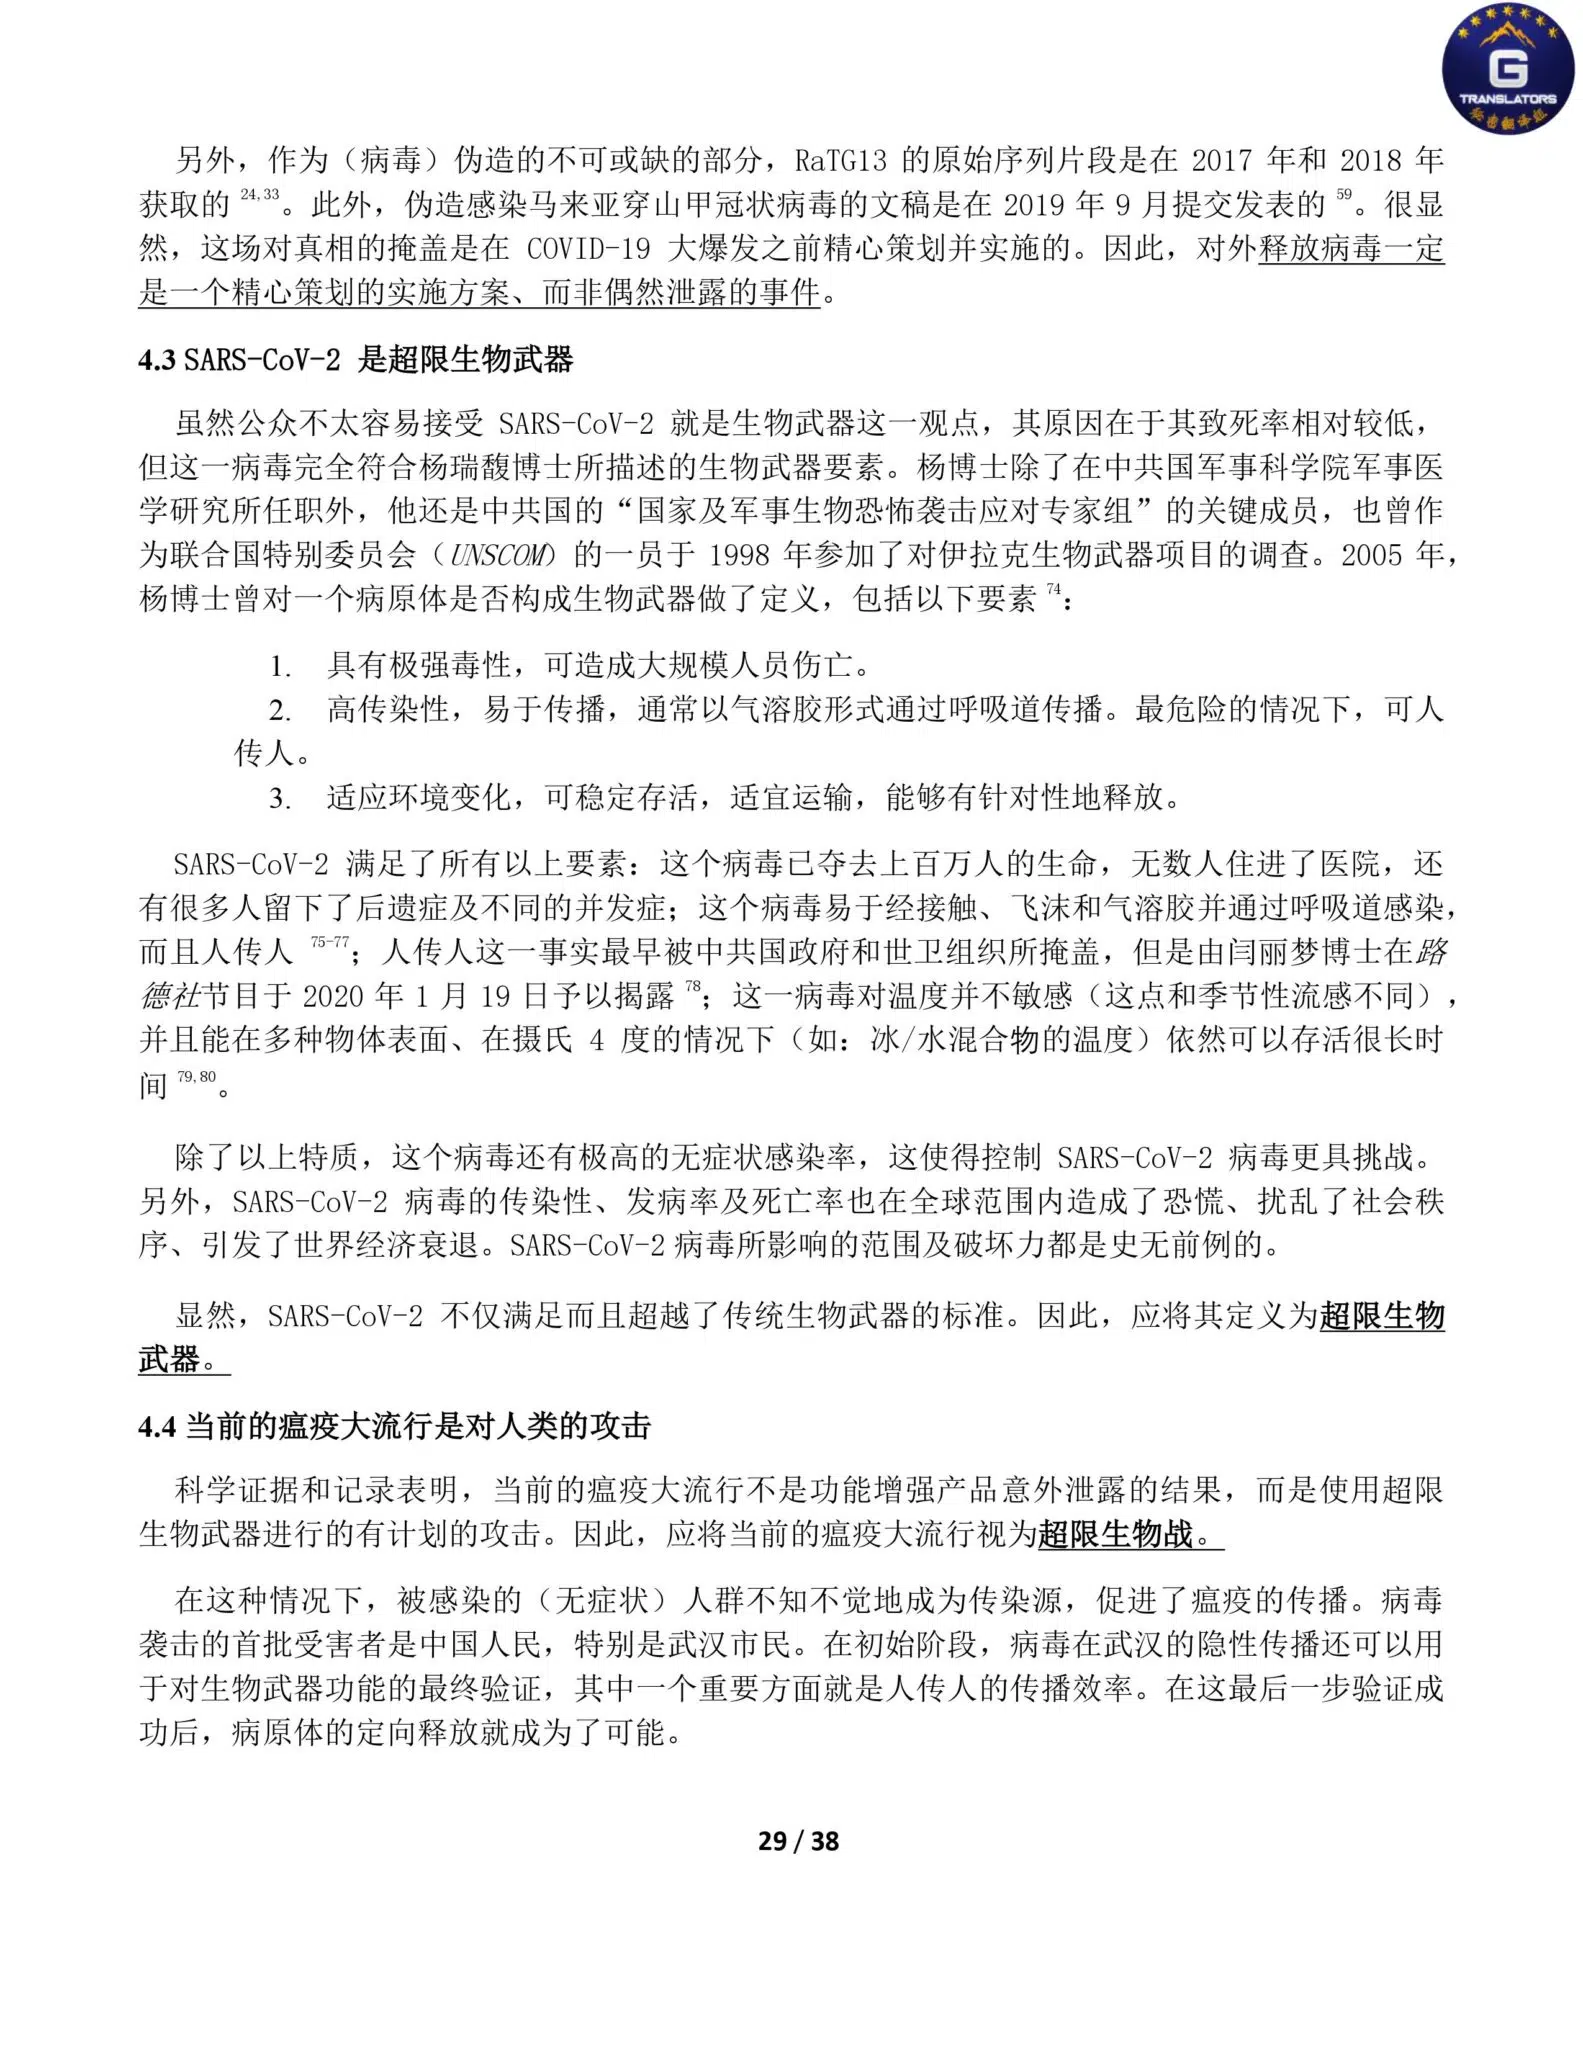 G
TRANSLATORS
另外，作为（病毒）伪造的不可或缺的部分，RaTG13 的原始序列片段是在 2017 年和 2018 年
获取的 24,33。此外，伪造感染马来亚穿山甲冠状病毒的文稿是在 2019 年 9 月提交发表的 59。很显
然，这场对真相的掩盖是在 COVID-19 大爆发之前精心策划并实施的。因此，对外释放病毒一定
是一个精心策划的实施方案、而非偶然泄露的事件。
4.3 SARS-CoV-2 是超限生物武器
虽然公众不太容易接受 SARS-CoV-2 就是生物武器这一观点，其原因在于其致死率相对较低，
但这一病毒完全符合杨瑞馥博士所描述的生物武器要素。杨博士除了在中共国军事科学院军事医
学研究所任职外，他还是中共国的“国家及军事生物恐怖袭击应对专家组”的关键成员，也曾作
为联合国特别委员会（UNSCOM）的一员于 1998 年参加了对伊拉克生物武器项目的调查。2005 年，
杨博士曾对一个病原体是否构成生物武器做了定义，包括以下要素 74：
1. 具有极强毒性，可造成大规模人员伤亡。
2. 高传染性，易于传播，通常以气溶胶形式通过呼吸道传播。最危险的情况下，可人
传人。
3. 适应环境变化，可稳定存活，适宜运输，能够有针对性地释放。
SARS-CoV-2 满足了所有以上要素：这个病毒已夺去上百万人的生命，无数人住进了医院，还
有很多人留下了后遗症及不同的并发症；这个病毒易于经接触、飞沫和气溶胶并通过呼吸道感染，
而且人传人 75-77；人传人这一事实最早被中共国政府和世卫组织所掩盖，但是由闫丽梦博士在路
德社节目于 2020 年 1 月 19 日予以揭露 78；这一病毒对温度并不敏感（这点和季节性流感不同），
并且能在多种物体表面、在摄氏 4 度的情况下（如：冰/水混合物的温度）依然可以存活很长时
间 79,80。
除了以上特质，这个病毒还有极高的无症状感染率，这使得控制 SARS-CoV-2 病毒更具挑战。
另外，SARS-CoV-2 病毒的传染性、发病率及死亡率也在全球范围内造成了恐慌、扰乱了社会秩
序、引发了世界经济衰退。SARS-CoV-2 病毒所影响的范围及破坏力都是史无前例的。
显然，SARS-CoV-2 不仅满足而且超越了传统生物武器的标准。因此，应将其定义为超限生物
武器。
4.4 当前的瘟疫大流行是对人类的攻击
科学证据和记录表明，当前的瘟疫大流行不是功能增强产品意外泄露的结果，而是使用超限
生物武器进行的有计划的攻击。因此，应将当前的瘟疫大流行视为超限生物战。
在这种情况下，被感染的（无症状）人群不知不觉地成为传染源，促进了瘟疫的传播。病毒
袭击的首批受害者是中国人民，特别是武汉市民。在初始阶段，病毒在武汉的隐性传播还可以用
于对生物武器功能的最终验证，其中一个重要方面就是人传人的传播效率。在这最后一步验证成
功后，病原体的定向释放就成为了可能。
29 / 38